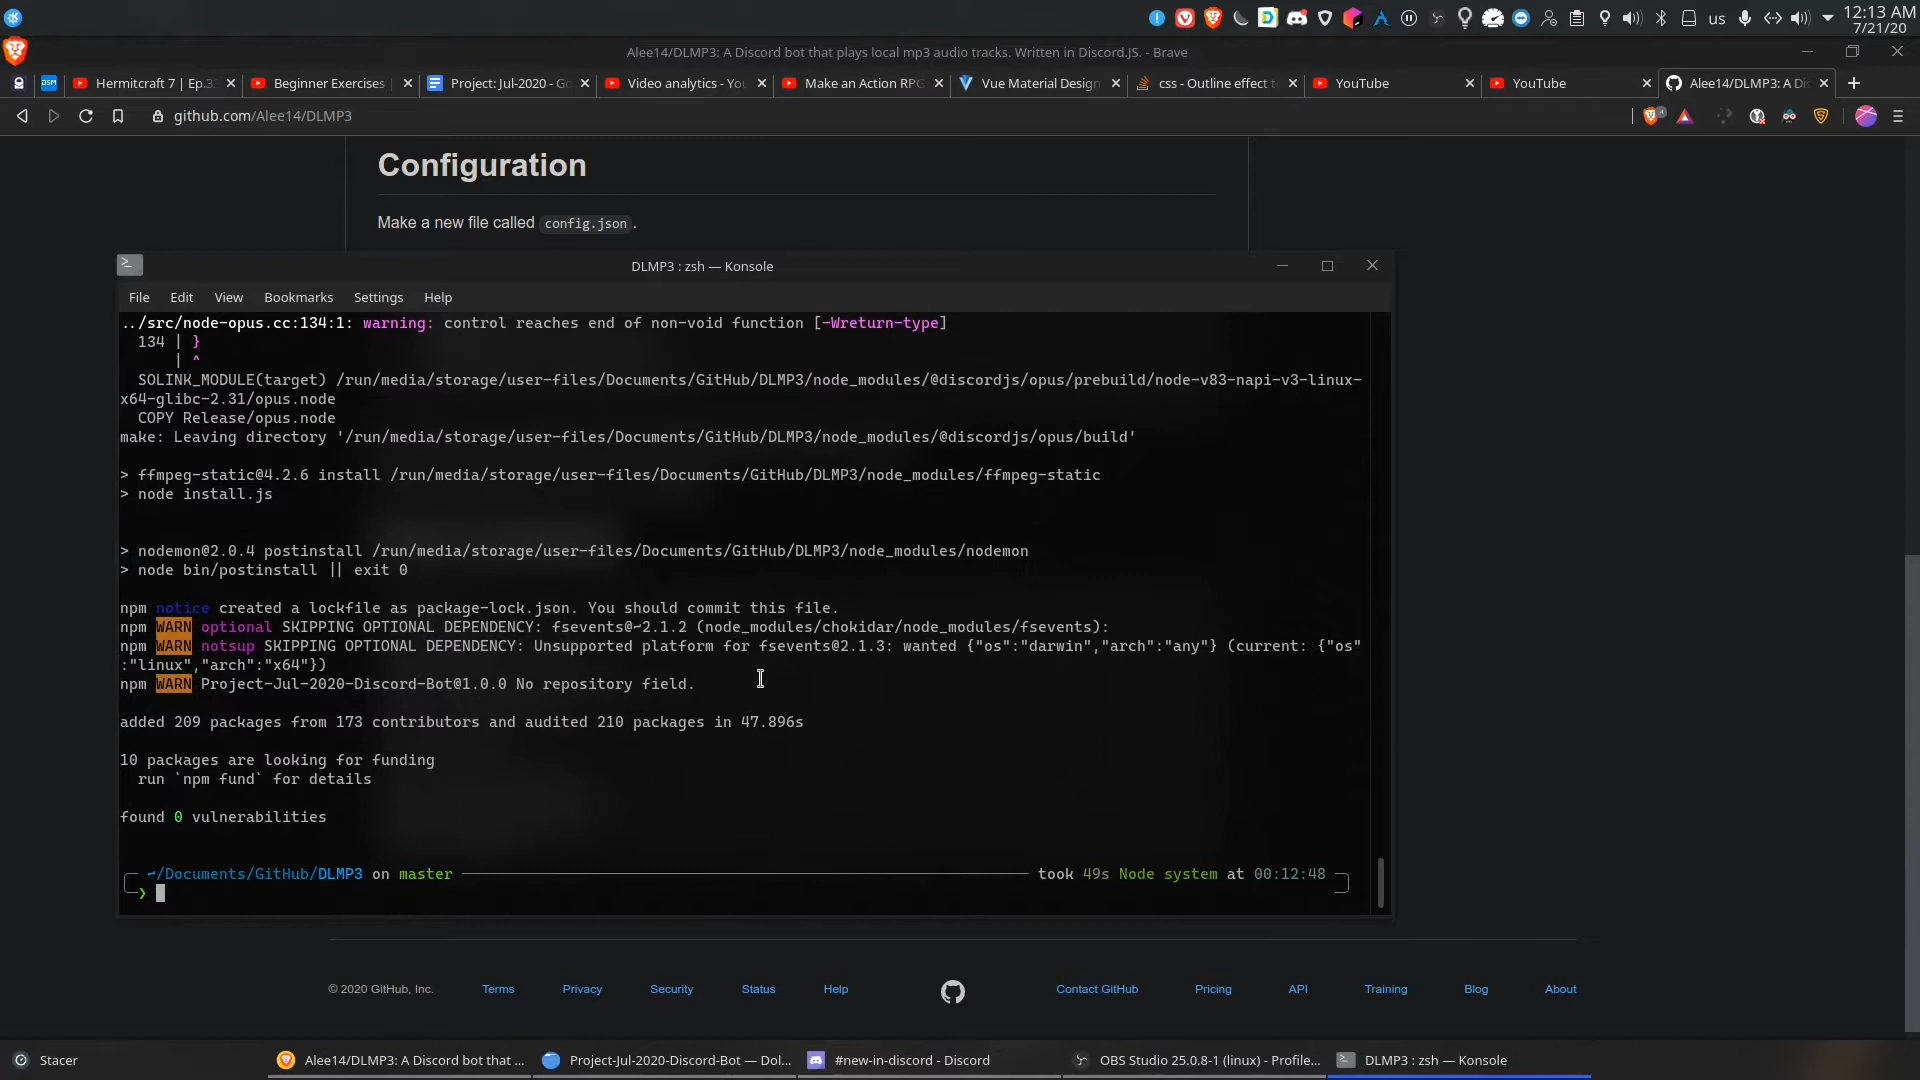 12:13 AM
us
7/21/20
Alee14/DLMP3: A Discord bot that plays local mp3 audio tracks. Written in Discord.JS. - Brave
Hermitcraft 7 | Ep.3
Beginner Exercises
Project: Jul-2020 - Go
Video analytics - You
Make an Action RPG
Vue Material Design
css - Outline effect t
YouTube
YouTube
Alee14/DLMP3: A Di
github.com/Alee14/DLMP3
Configuration
Make a new file called config.json.
DLMP3 : zsh — Konsole
File Edit View Bookmarks Settings Help
../src/node-opus.cc:134:1: warning: control reaches end of non-void function [-Wreturn-type]
134 | }
| ^
SOLINK_MODULE(target) /run/media/storage/user-files/Documents/GitHub/DLMP3/node_modules/@discordjs/opus/prebuild/node-v83-napi-v3-linux-
x64-glibc-2.31/opus.node
COPY Release/opus.node
make: Leaving directory '/run/media/storage/user-files/Documents/GitHub/DLMP3/node_modules/@discordjs/opus/build'
> ffmpeg-static@4.2.6 install /run/media/storage/user-files/Documents/GitHub/DLMP3/node_modules/ffmpeg-static
> node install.js
> nodemon@2.0.4 postinstall /run/media/storage/user-files/Documents/GitHub/DLMP3/node_modules/nodemon
> node bin/postinstall || exit 0
npm notice created a lockfile as package-lock.json. You should commit this file.
npm WARN optional SKIPPING OPTIONAL DEPENDENCY: fsevents@~2.1.2 (node_modules/chokidar/node_modules/fsevents):
npm WARN notsup SKIPPING OPTIONAL DEPENDENCY: Unsupported platform for fsevents@2.1.3: wanted {"os":"darwin","arch":"any"} (current: {"os"
:"linux","arch":"x64"})
npm WARN Project-Jul-2020-Discord-Bot@1.0.0 No repository field.
added 209 packages from 173 contributors and audited 210 packages in 47.896s
10 packages are looking for funding
run `npm fund` for details
found 0 vulnerabilities
~/Documents/GitHub/DLMP3 on master took 49s Node system at 00:12:48
❯
© 2020 GitHub, Inc. Terms Privacy Security Status Help Contact GitHub Pricing API Training Blog About
Stacer
Alee14/DLMP3: A Discord bot that ...
Project-Jul-2020-Discord-Bot — Dol...
#new-in-discord - Discord
OBS Studio 25.0.8-1 (linux) - Profile...
DLMP3 : zsh — Konsole